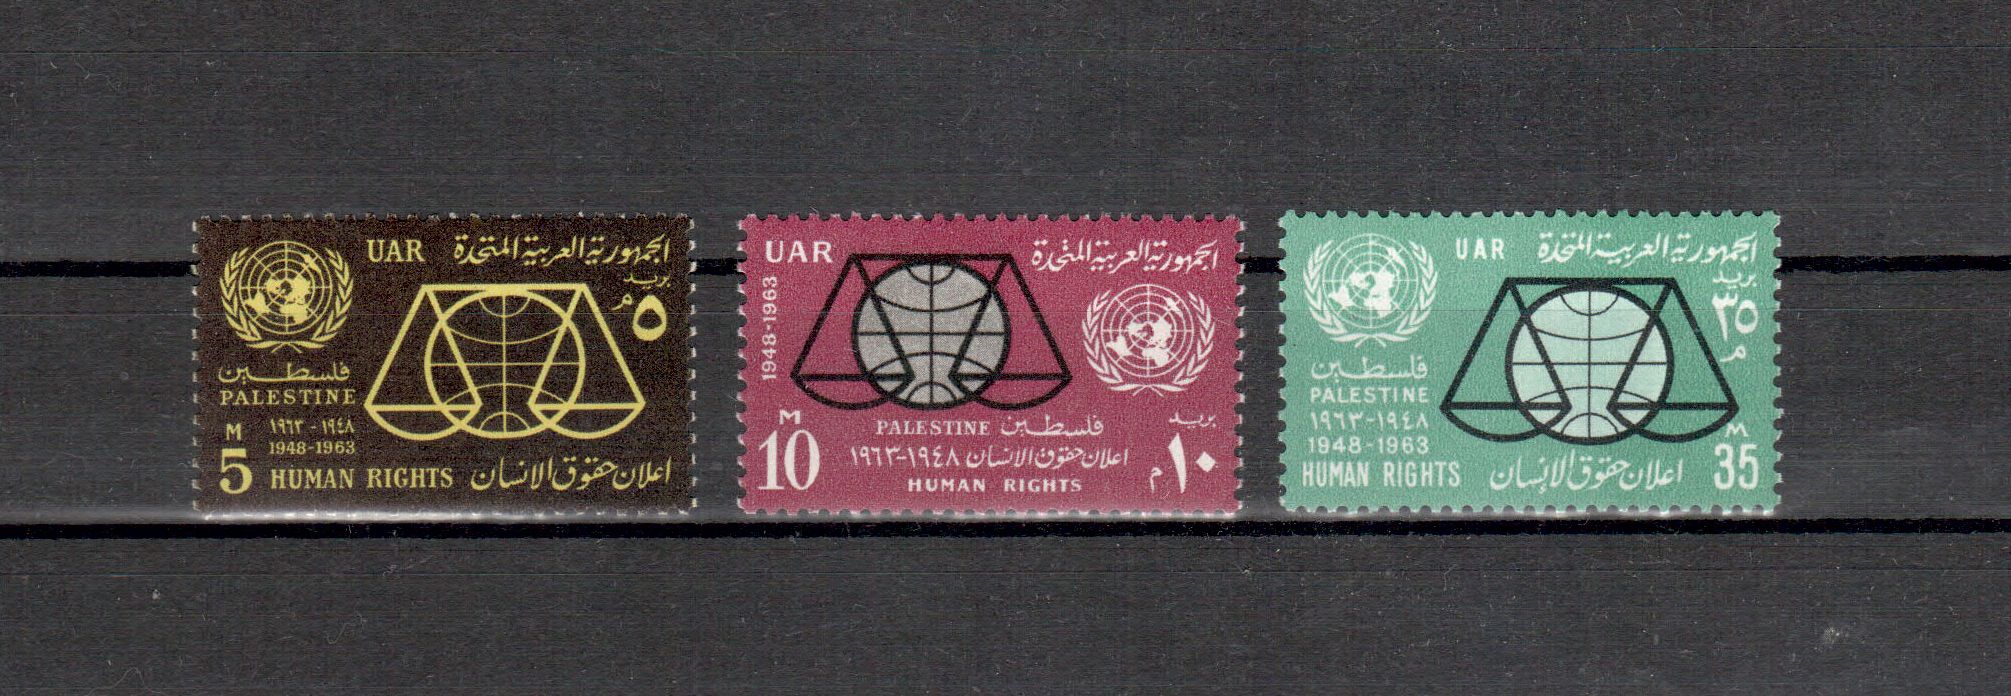 UAR الجمهورية العربية المتحدة
بريد
م ٥
فلسطين
PALESTINE
١٩٤٨ - ١٩٦٣
M
1948-1963
5 HUMAN RIGHTS اعلان حقوق الانسان
UAR الجمهورية العربية المتحدة
1948-1963
M
10
PALESTINE فلسطين
بريد
اعلان حقوق الانسان ١٩٤٨-١٩٦٣
م ١٠
HUMAN RIGHTS
UAR الجمهورية العربية المتحدة
بريد
٣٥
م
فلسطين
PALESTINE
١٩٤٨-١٩٦٣
1948-1963
M
HUMAN RIGHTS اعلان حقوق الإنسان 35